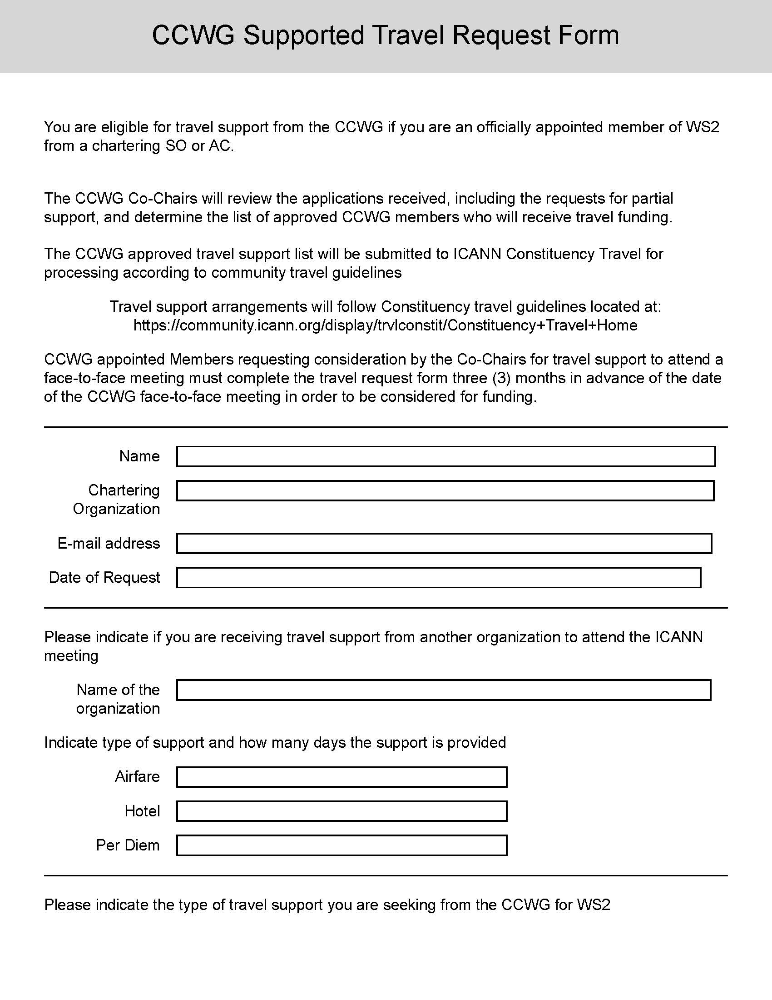 CCWG Supported Travel Request Form
You are eligible for travel support from the CCWG if you are an officially appointed member of WS2
from a chartering SO or AC.
The CCWG Co-Chairs will review the applications received, including the requests for partial
support, and determine the list of approved CCWG members who will receive travel funding.
The CCWG approved travel support list will be submitted to ICANN Constituency Travel for
processing according to community travel guidelines
Travel support arrangements will follow Constituency travel guidelines located at:
https://community.icann.org/display/trvlconstit/Constituency+Travel+Home
CCWG appointed Members requesting consideration by the Co-Chairs for travel support to attend a
face-to-face meeting must complete the travel request form three (3) months in advance of the date
of the CCWG face-to-face meeting in order to be considered for funding.
Name
Chartering
Organization
E-mail address
Date of Request
Please indicate if you are receiving travel support from another organization to attend the ICANN
meeting
Name of the
organization
Indicate type of support and how many days the support is provided
Airfare
Hotel
Per Diem
Please indicate the type of travel support you are seeking from the CCWG for WS2